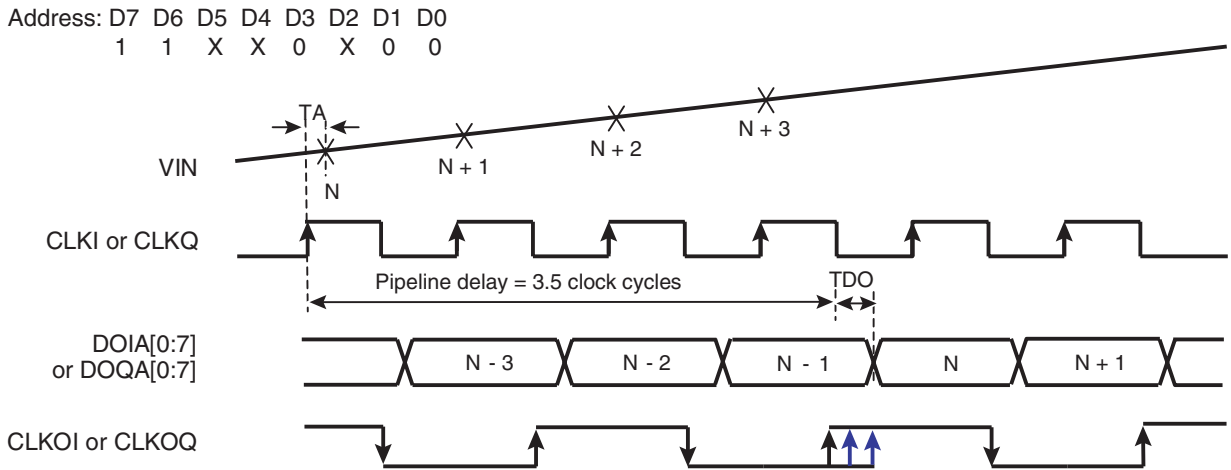 Address: D7 D6 D5 D4 D3 D2 D1 D0
1 1 X X 0 X 0 0
TA
VIN
N
N + 1
N + 2
N + 3
CLKI or CLKQ
Pipeline delay = 3.5 clock cycles
TDO
DOIA[0:7]
or DOQA[0:7]
N - 3
N - 2
N - 1
N
N + 1
CLKOI or CLKOQ